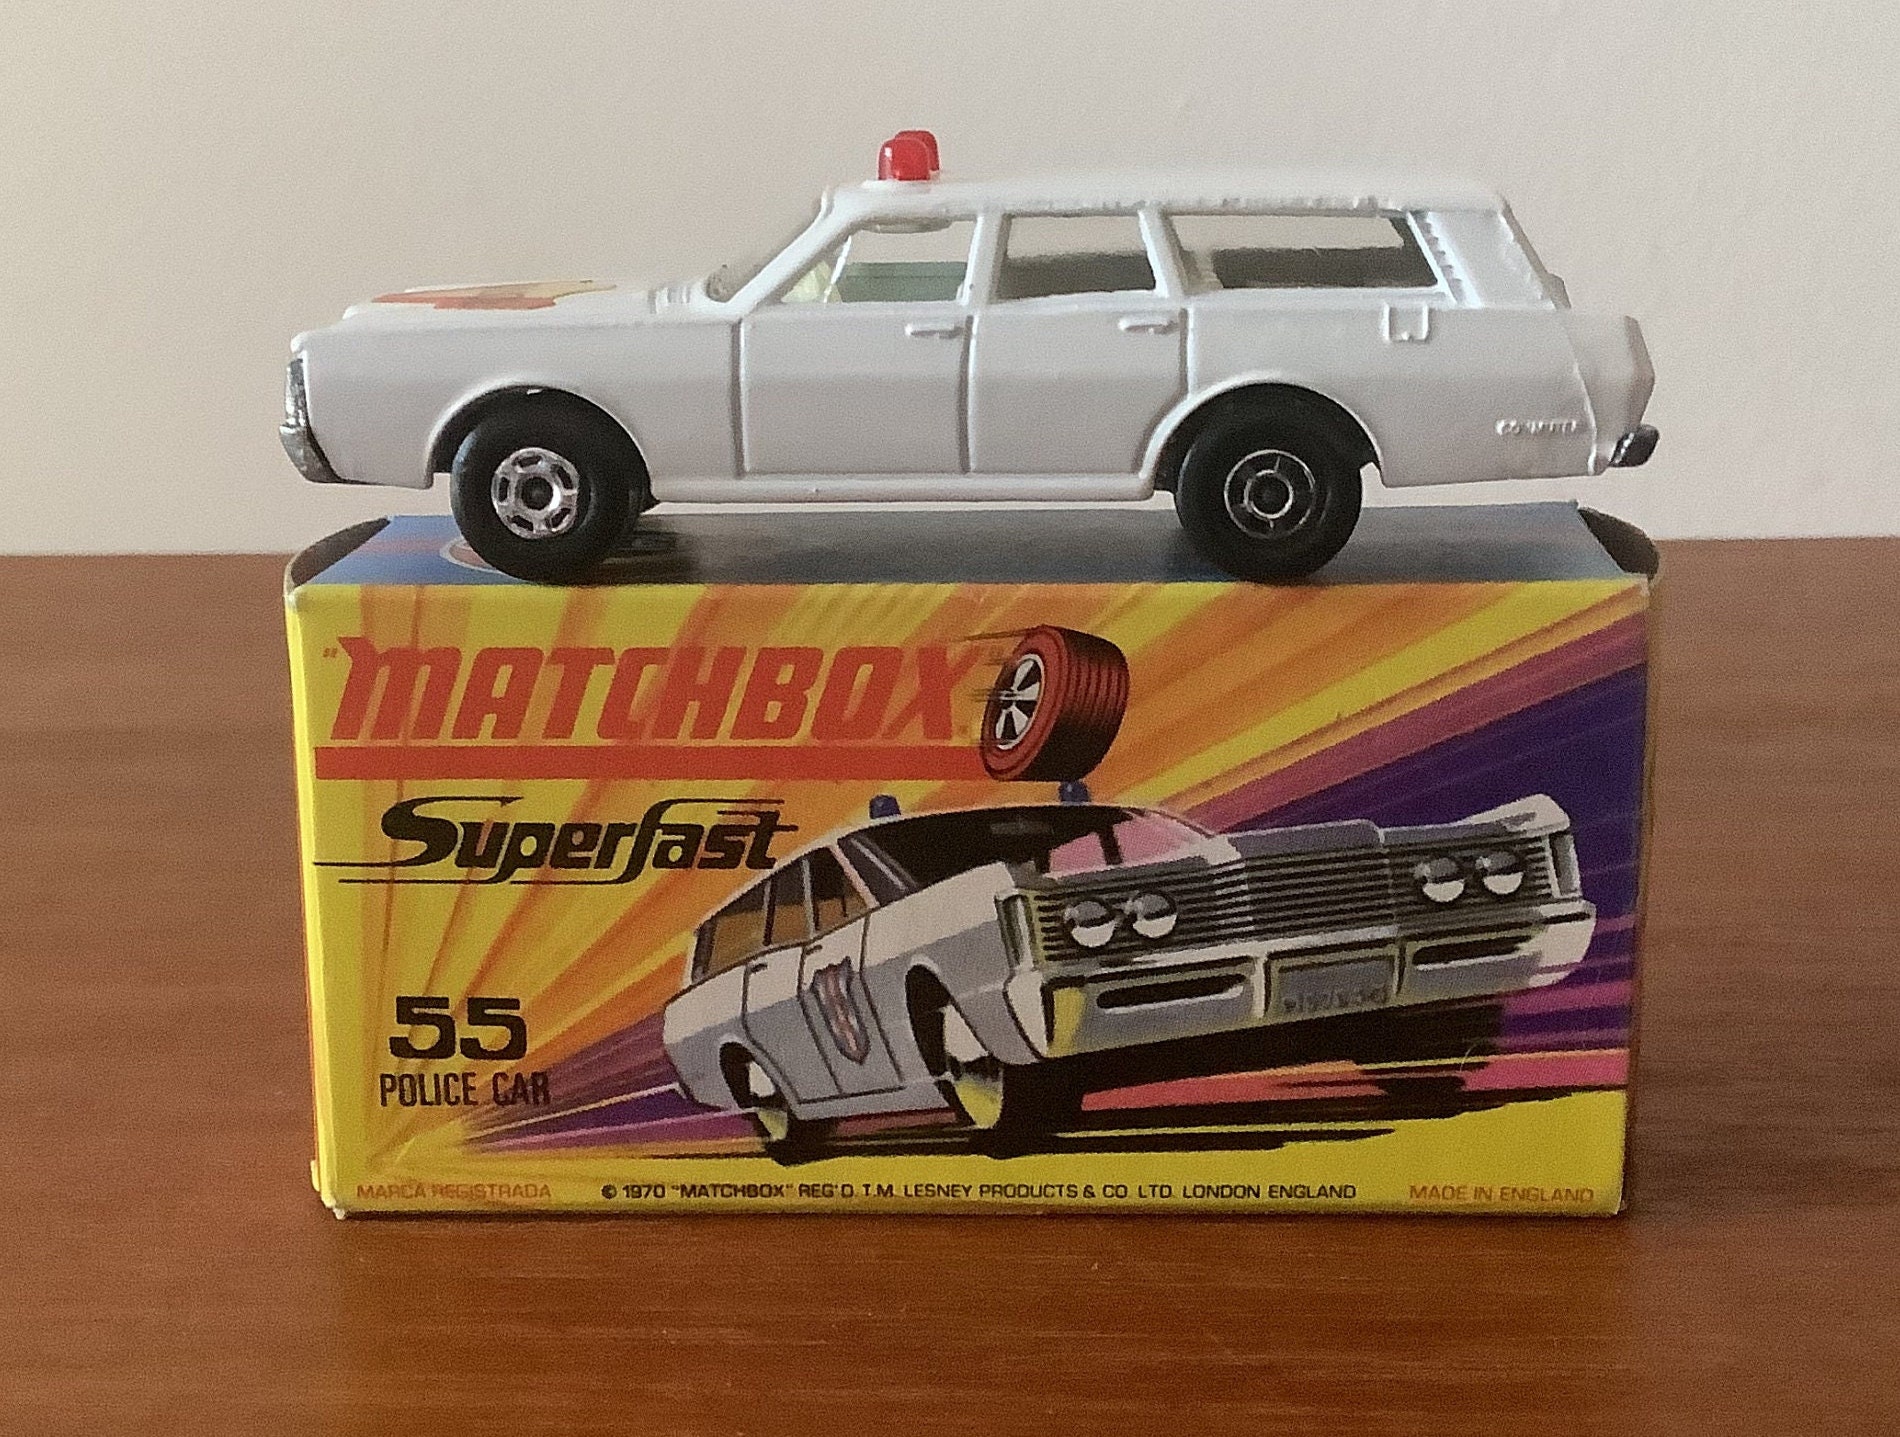 COMMUTER
"MATCHBOX"
Superfast
55
POLICE CAR
MARCA REGISTRADA
© 1970 "MATCHBOX" REG'D. T.M. LESNEY PRODUCTS & CO. LTD. LONDON ENGLAND
MADE IN ENGLAND